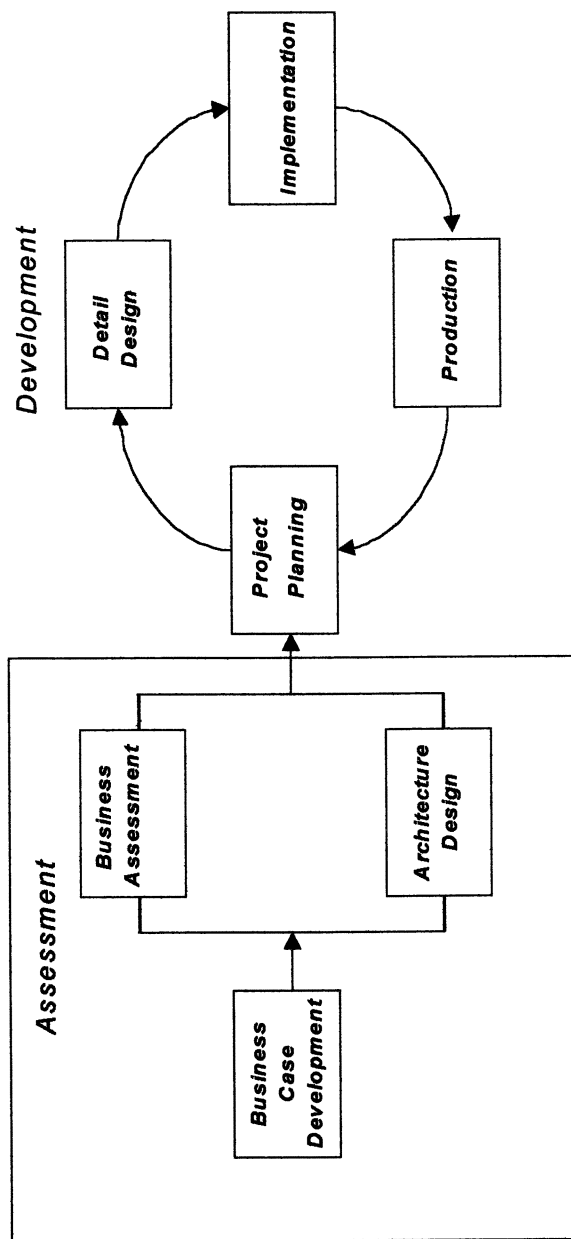 Assessment
Business
Case
Development
Business
Assessment
Architecture
Design
Development
Project
Planning
Detail
Design
Implementation
Production